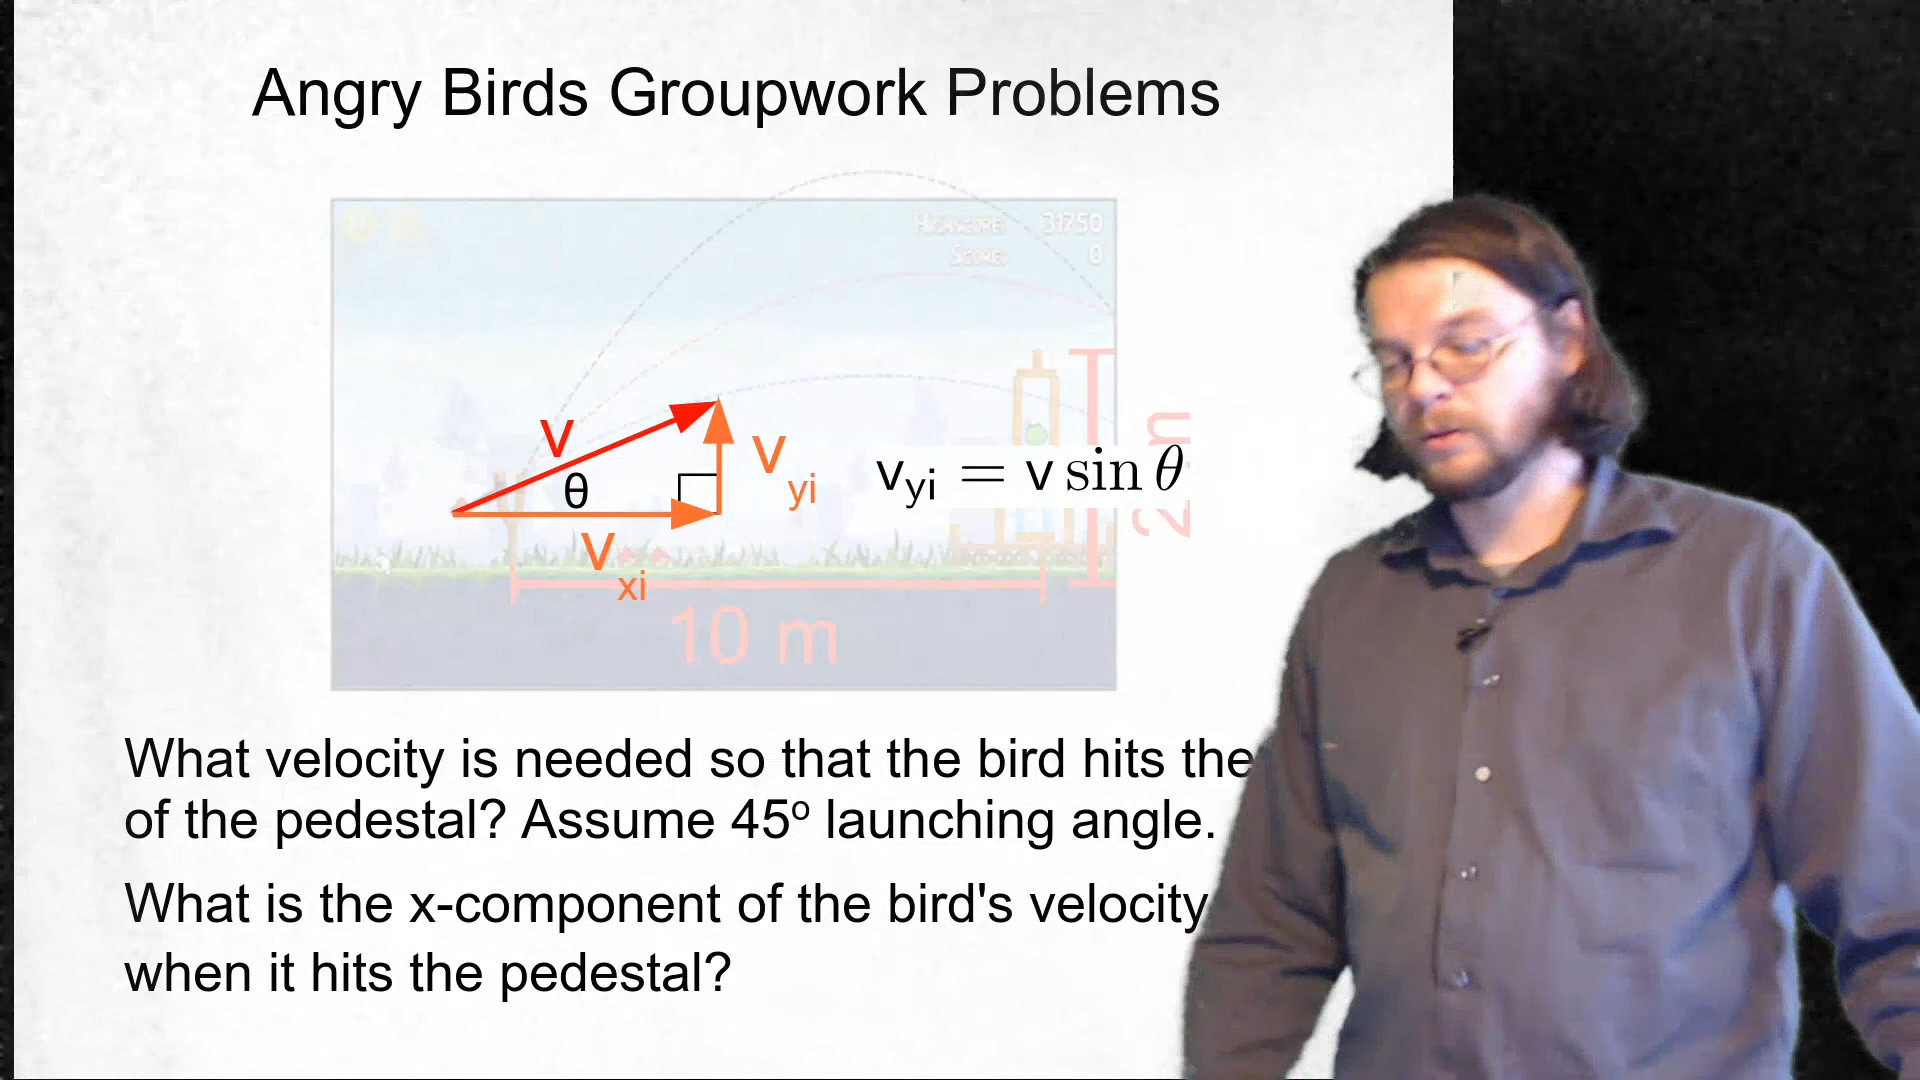 Angry Birds Groupwork Problems
HIGHSCORE: 31750
SCORE: 0
v
θ
v yi
v xi
v yi = v sin θ
10 m
What velocity is needed so that the bird hits the
of the pedestal? Assume 45º launching angle.
What is the x-component of the bird's velocity
when it hits the pedestal?